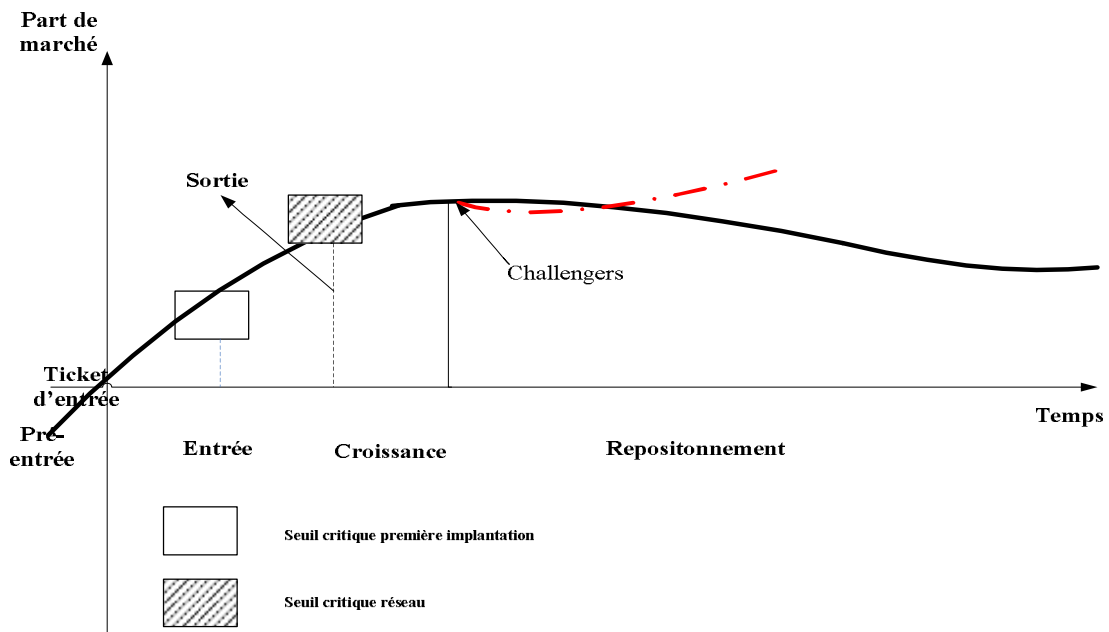 Part de
marché
Sortie
Challengers
Ticket
d'entrée
Temps
Pré-
entrée
Entrée
Croissance
Repositonnement
Seuil critique première implantation
Seuil critique réseau